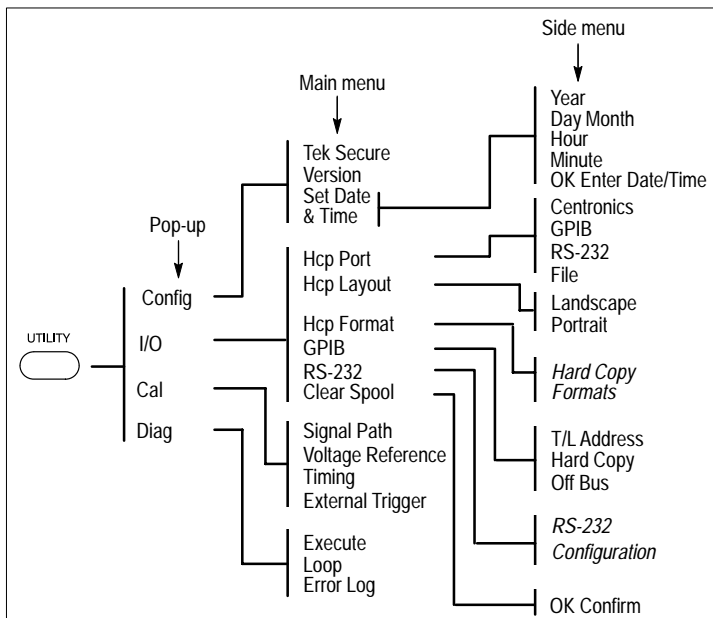 Side menu
Main menu
Pop-up
UTILITY
Config
I/O
Cal
Diag
Tek Secure
Version
Set Date
& Time
Hcp Port
Hcp Layout
Hcp Format
GPIB
RS-232
Clear Spool
Signal Path
Voltage Reference
Timing
External Trigger
Execute
Loop
Error Log
Year
Day Month
Hour
Minute
OK Enter Date/Time
Centronics
GPIB
RS-232
File
Landscape
Portrait
Hard Copy
Formats
T/L Address
Hard Copy
Off Bus
RS-232
Configuration
OK Confirm